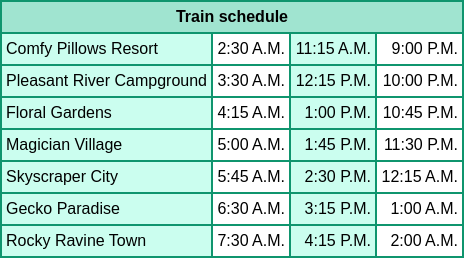 Train schedule
Comfy Pillows Resort 2:30 A.M. 11:15 A.M. 9:00 P.M.
Pleasant River Campground 3:30 A.M. 12:15 P.M. 10:00 P.M.
Floral Gardens 4:15 A.M. 1:00 P.M. 10:45 P.M.
Magician Village 5:00 A.M. 1:45 P.M. 11:30 P.M.
Skyscraper City 5:45 A.M. 2:30 P.M. 12:15 A.M.
Gecko Paradise 6:30 A.M. 3:15 P.M. 1:00 A.M.
Rocky Ravine Town 7:30 A.M. 4:15 P.M. 2:00 A.M.